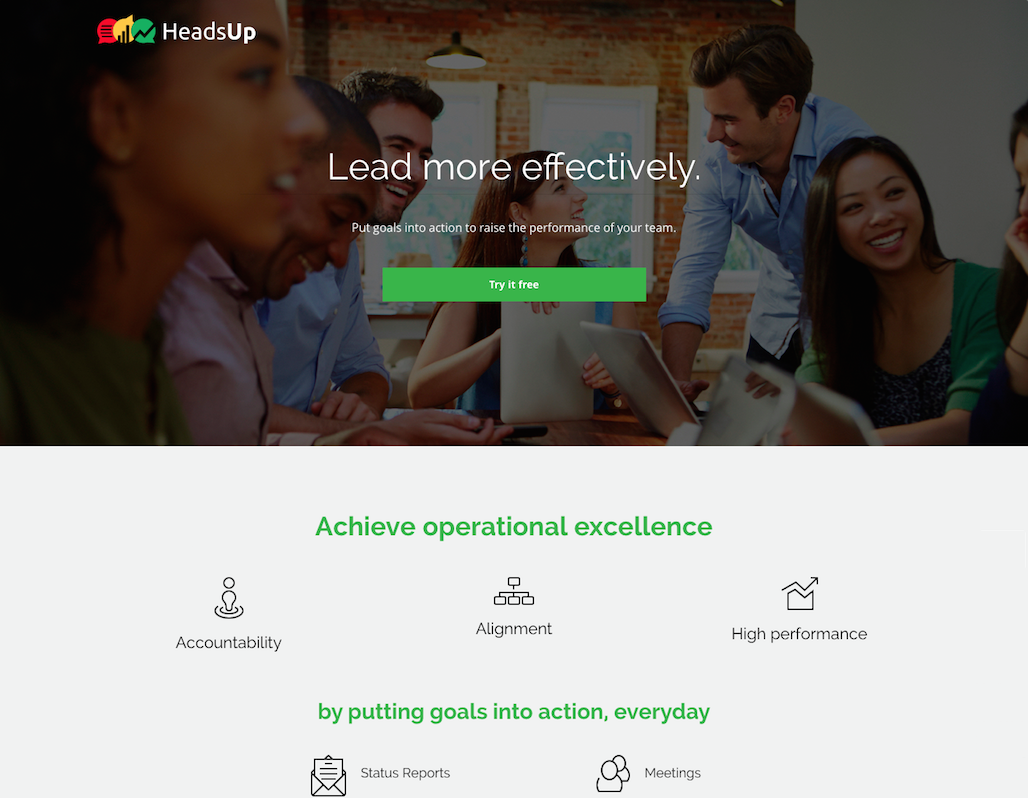 HeadsUp
Lead more effectively.
Put goals into action to raise the performance of your team.
Try it free
Achieve operational excellence
Accountability
Alignment
High performance
by putting goals into action, everyday
Status Reports
Meetings